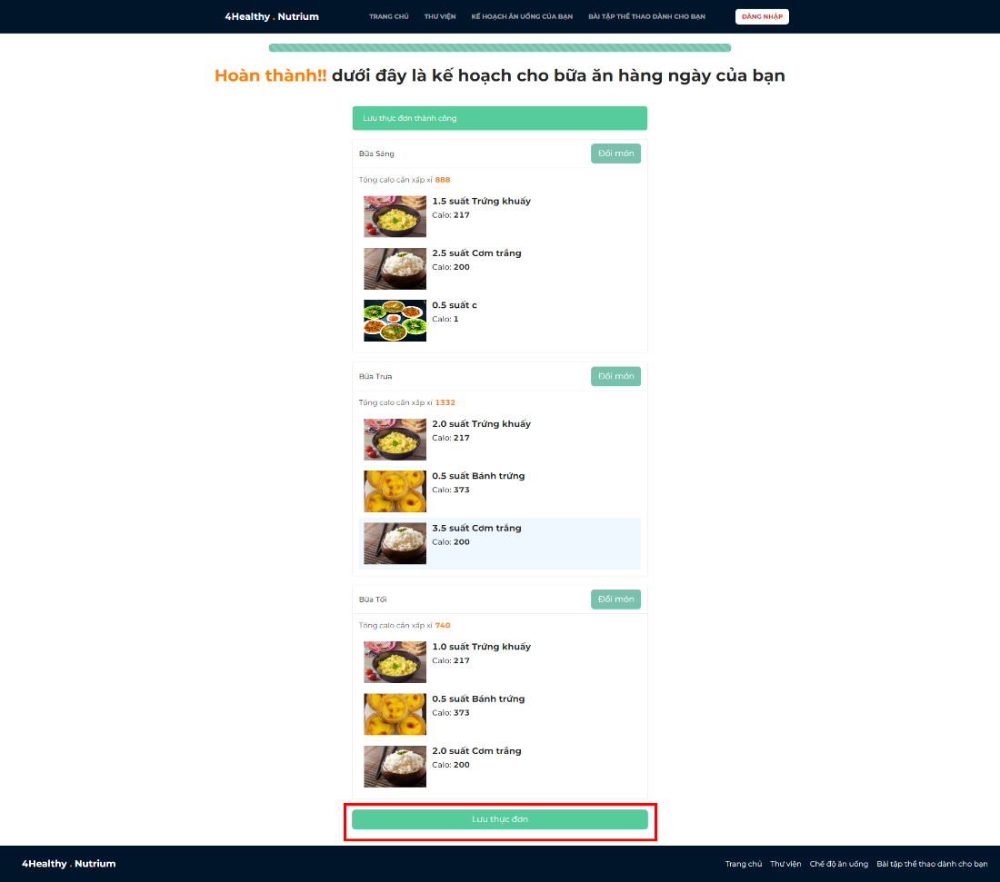 4Healthy . Nutrium
TRANG CHỦ
THƯ VIỆN
KẾ HOẠCH ĂN UỐNG CỦA BẠN
BÀI TẬP THỂ THAO DÀNH CHO BẠN
ĐĂNG NHẬP
Hoàn thành!! dưới đây là kế hoạch cho bữa ăn hàng ngày của bạn
Lưu thực đơn thành công
Bữa Sáng
Đổi món
Tổng calo cần xấp xỉ 888
1.5 suất Trứng khuấy
Calo: 217
2.5 suất Cơm trắng
Calo: 200
0.5 suất c
Calo: 1
Bữa Trưa
Đổi món
Tổng calo cần xấp xỉ 1332
2.0 suất Trứng khuấy
Calo: 217
0.5 suất Bánh trứng
Calo: 373
3.5 suất Cơm trắng
Calo: 200
Bữa Tối
Đổi món
Tổng calo cần xấp xỉ 740
1.0 suất Trứng khuấy
Calo: 217
0.5 suất Bánh trứng
Calo: 373
2.0 suất Cơm trắng
Calo: 200
Lưu thực đơn
4Healthy . Nutrium
Trang chủ
Thư viện
Chế độ ăn uống
Bài tập thể thao dành cho bạn